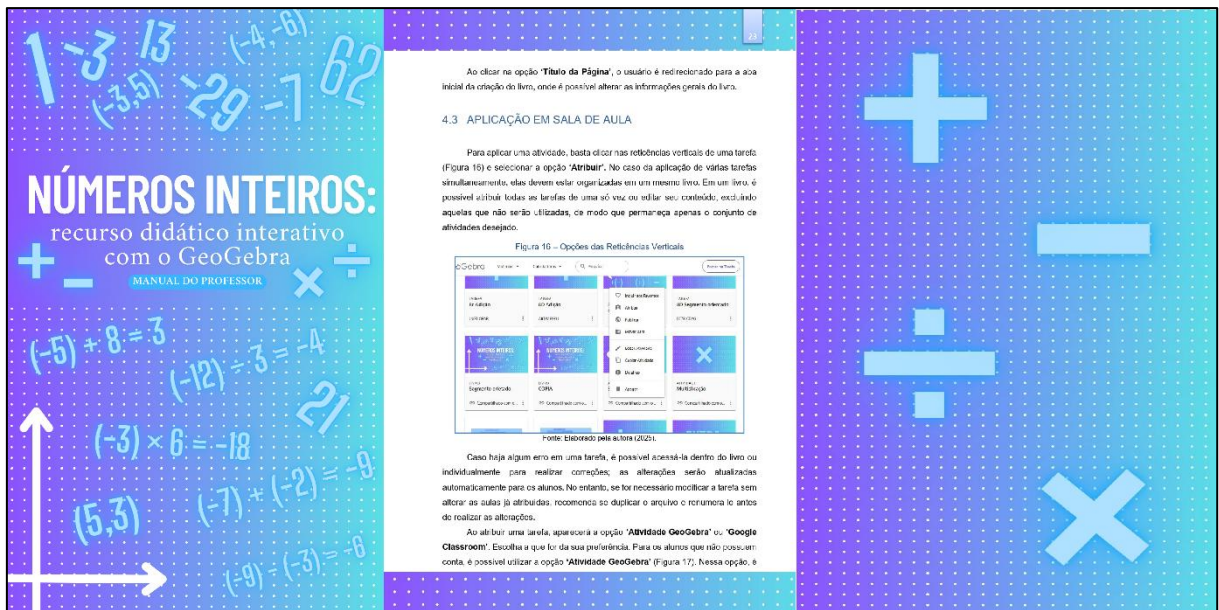 1 -3 13 (-4,-6) 62
(-3,5) -29 -7
NÚMEROS INTEIROS:
recurso didático interativo
com o GeoGebra
+ - × ÷
MANUAL DO PROFESSOR
(-5) + 8 = 3
(-12) ÷ 3 = -4
21
(-3) × 6 = -18
(-7) + (-2) = -9
(5,3)
(-9) - (-3) = -6
23
Ao clicar na opção ‘Título da Página’, o usuário é redirecionado para a aba
inicial da criação do livro, onde é possível alterar as informações gerais do livro.
4.3 APLICAÇÃO EM SALA DE AULA
Para aplicar uma atividade, basta clicar nas reticências verticais de uma tarefa
(Figura 16) e selecionar a opção ‘Atribuir’. No caso da aplicação de várias tarefas
simultaneamente, elas devem estar organizadas em um mesmo livro. Em um livro, é
possível atribuir todas as tarefas de uma só vez ou editar seu conteúdo, excluindo
aquelas que não serão utilizadas, de modo que permaneça apenas o conjunto de
atividades desejado.
Figura 16 – Opções das Reticências Verticais
eGebra
NÚMEROS INTEIROS NÚMEROS INTEIROS
Segmento orientado CÓPIA Multiplicação
Fonte: Elaborado pela autora (2025).
Caso haja algum erro em uma tarefa, é possível acessá-la dentro do livro ou
individualmente para realizar correções; as alterações serão atualizadas
automaticamente para os alunos. No entanto, se for necessário modificar a tarefa sem
alterar as aulas já atribuídas, recomenda-se duplicar o arquivo e renomeá-lo antes
de realizar as alterações.
Ao atribuir uma tarefa, aparecerá a opção ‘Atividade GeoGebra’ ou ‘Google
Classroom’. Escolha a que for da sua preferência. Para os alunos que não possuem
conta, é possível utilizar a opção ‘Atividade GeoGebra’ (Figura 17). Nessa opção, é
+
-
÷
×